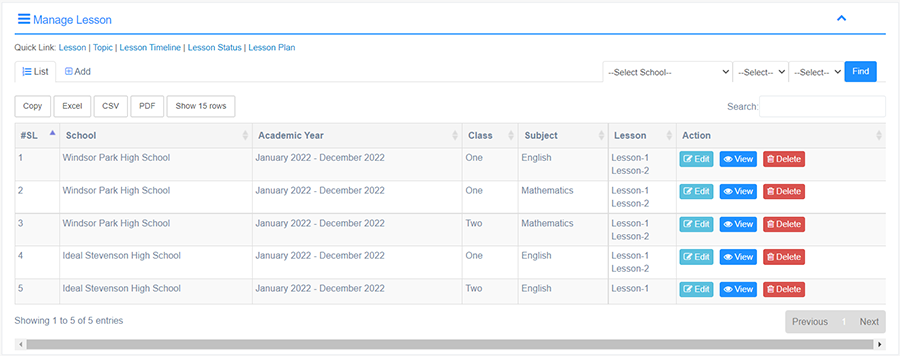 Manage Lesson
Quick Link: Lesson | Topic | Lesson Timeline | Lesson Status | Lesson Plan
List Add --Select School-- --Select-- --Select-- Find
Copy Excel CSV PDF Show 15 rows Search:
#SL School Academic Year Class Subject Lesson Action
1 Windsor Park High School January 2022 - December 2022 One English Lesson-1 Edit View Delete
Lesson-2
2 Windsor Park High School January 2022 - December 2022 One Mathematics Lesson-1 Edit View Delete
Lesson-2
3 Windsor Park High School January 2022 - December 2022 Two Mathematics Lesson-1 Edit View Delete
Lesson-2
4 Ideal Stevenson High School January 2022 - December 2022 One English Lesson-1 Edit View Delete
Lesson-2
5 Ideal Stevenson High School January 2022 - December 2022 Two English Lesson-1 Edit View Delete
Showing 1 to 5 of 5 entries Previous 1 Next